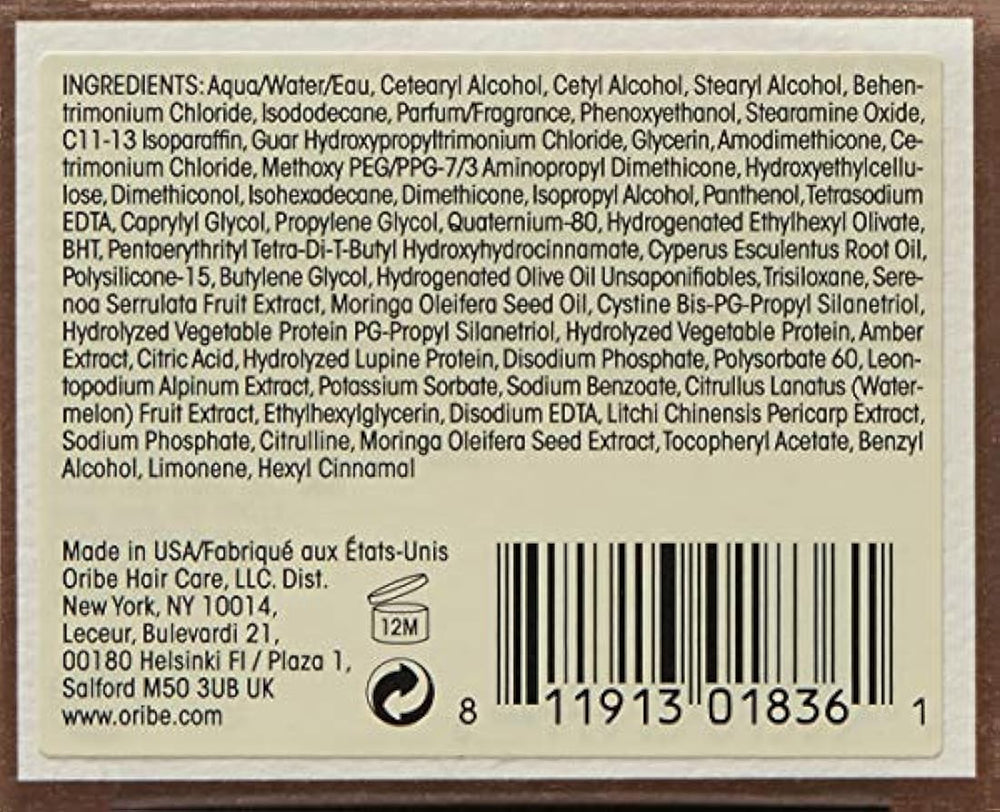 INGREDIENTS: Aqua/Water/Eau, Cetearyl Alcohol, Cetyl Alcohol, Stearyl Alcohol, Behen-
trimonium Chloride, Isododecane, Parfum/Fragrance, Phenoxyethanol, Stearamine Oxide,
C11-13 Isoparaffin, Guar Hydroxypropyltrimonium Chloride, Glycerin, Amodimethicone, Ce-
trimonium Chloride, Methoxy PEG/PPG-7/3 Aminopropyl Dimethicone, Hydroxyethylcellu-
lose, Dimethiconol, Isohexadecane, Dimethicone, Isopropyl Alcohol, Panthenol, Tetrasodium
EDTA, Caprylyl Glycol, Propylene Glycol, Quaternium-80, Hydrogenated Ethylhexyl Olivate,
BHT, Pentaerythrityl Tetra-Di-T-Butyl Hydroxyhydrocinnamate, Cyperus Esculentus Root Oil,
Polysilicone-15, Butylene Glycol, Hydrogenated Olive Oil Unsaponifiables, Trisiloxane, Sere-
noa Serrulata Fruit Extract, Moringa Oleifera Seed Oil, Cystine Bis-PG-Propyl Silanetriol,
Hydrolyzed Vegetable Protein PG-Propyl Silanetriol, Hydrolyzed Vegetable Protein, Amber
Extract, Citric Acid, Hydrolyzed Lupine Protein, Disodium Phosphate, Polysorbate 60, Leon-
topodium Alpinum Extract, Potassium Sorbate, Sodium Benzoate, Citrullus Lanatus (Water-
melon) Fruit Extract, Ethylhexylglycerin, Disodium EDTA, Litchi Chinensis Pericarp Extract,
Sodium Phosphate, Citrulline, Moringa Oleifera Seed Extract, Tocopheryl Acetate, Benzyl
Alcohol, Limonene, Hexyl Cinnamal
Made in USA/Fabriqué aux États-Unis
Oribe Hair Care, LLC. Dist.
New York, NY 10014,
Leceur, Bulevardi 21,
00180 Helsinki FI / Plaza 1,
Salford M50 3UB UK
www.oribe.com
12M
8 11913 01836 1